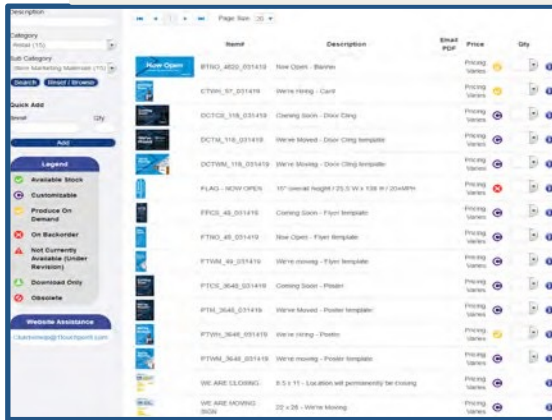 Description
Category
Retail (15)
Sub Category
Store Marketing Materials (15)
Search
Reset / Browse
Quick Add
Item#
Qty
Add
Legend
Available Stock
Customizable
Produce On
Demand
On Backorder
Not Currently
Available (Under
Revision)
Download Only
Obsolete
Website Assistance
1
Page Size 20
Item#
Description
Email
PDF
Price
Qty
Now Open
BTNO_4820_031419 Now Open - Banner Pricing Varies
CTWH_57_031419 We're Hiring - Card Pricing Varies
DCTCS_118_031419 Coming Soon - Door Cling Pricing Varies
DCTM_118_031419 We've Moved - Door Cling template Pricing Varies
DCTWM_118_031419 We're Moving - Door Cling template Pricing Varies
FLAG - NOW OPEN Pricing Varies
FTCS_49_031419 Coming Soon - Flyer template Pricing Varies
FTNO_49_031419 Now Open - Flyer template Pricing Varies
FTWM_49_031419 We're moving - Flyer template Pricing Varies
PTCS_3648_031419 Coming Soon - Poster Pricing Varies
PTM_3648_031419 We've Moved - Poster template Pricing Varies
PTWH_3648_031419 We're Hiring - Poster Pricing Varies
PTWM_3648_031419 We're moving - Poster template Pricing Varies
WE ARE CLOSING 8.5 x 11 - Location will permanently be closing Pricing Varies
WE ARE MOVING SIGN 22 x 28 - We're Moving Pricing Varies